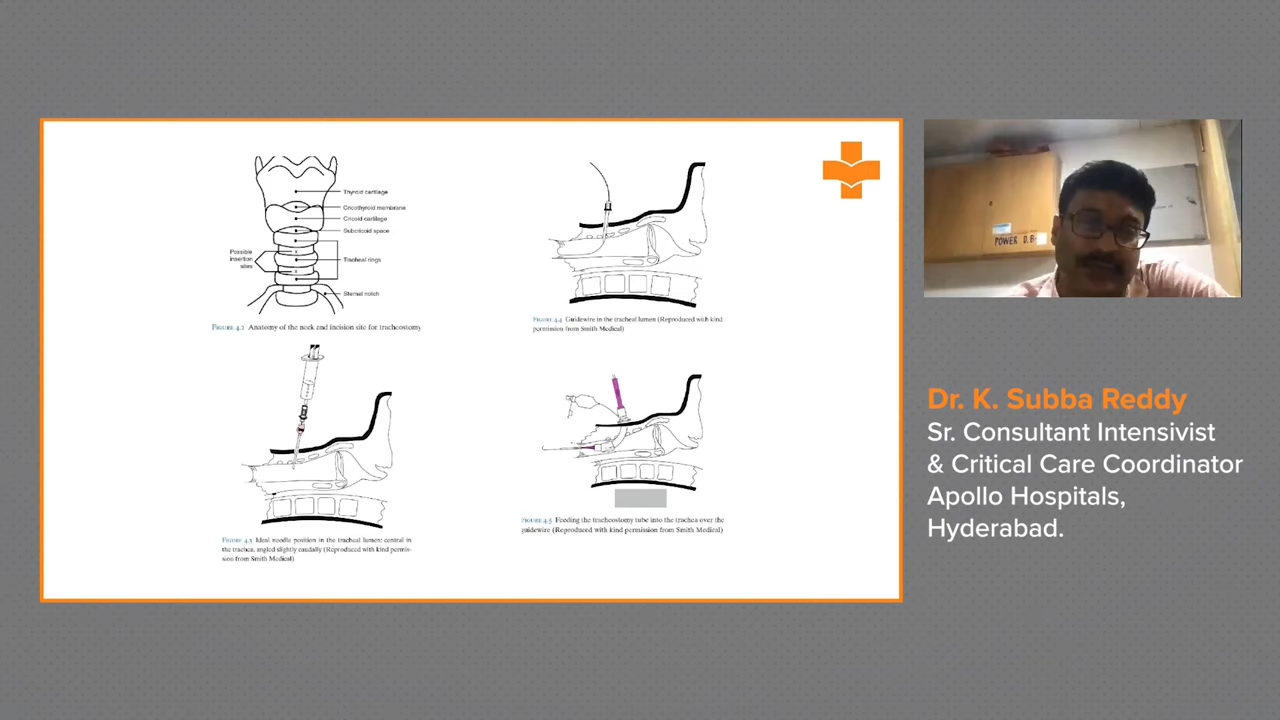 Thyroid cartilage
Cricothyroid membrane
Cricoid cartilage
Subcricoid space
Possible
insertion
sites
Tracheal rings
Sternal notch
FIGURE 4.2 Anatomy of the neck and incision site for tracheostomy
FIGURE 4.4 Guidewire in the tracheal lumen (Reproduced with kind
permission from Smith Medical)
FIGURE 4.3 Ideal needle position in the tracheal lumen: central in
the trachea, angled slightly caudally (Reproduced with kind permis-
sion from Smith Medical)
FIGURE 4.5 Feeding the tracheostomy tube into the trachea over the
guidewire (Reproduced with kind permission from Smith Medical)
POWER D.B
Dr. K. Subba Reddy
Sr. Consultant Intensivist
& Critical Care Coordinator
Apollo Hospitals,
Hyderabad.